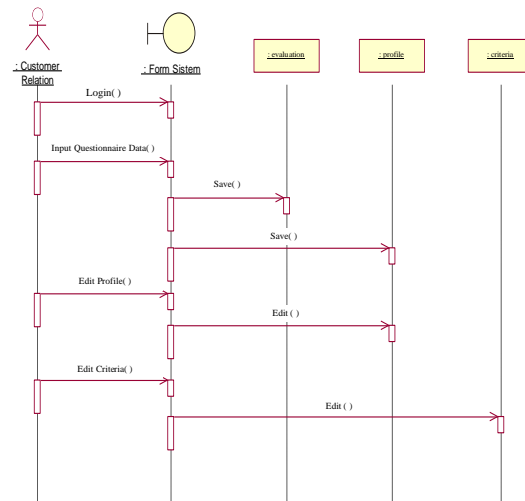 : Customer
Relation
: Form Sistem
: evaluation
: profile
: criteria
Login( )
Input Questionnaire Data( )
Save( )
Save( )
Edit Profile( )
Edit ( )
Edit Criteria( )
Edit ( )